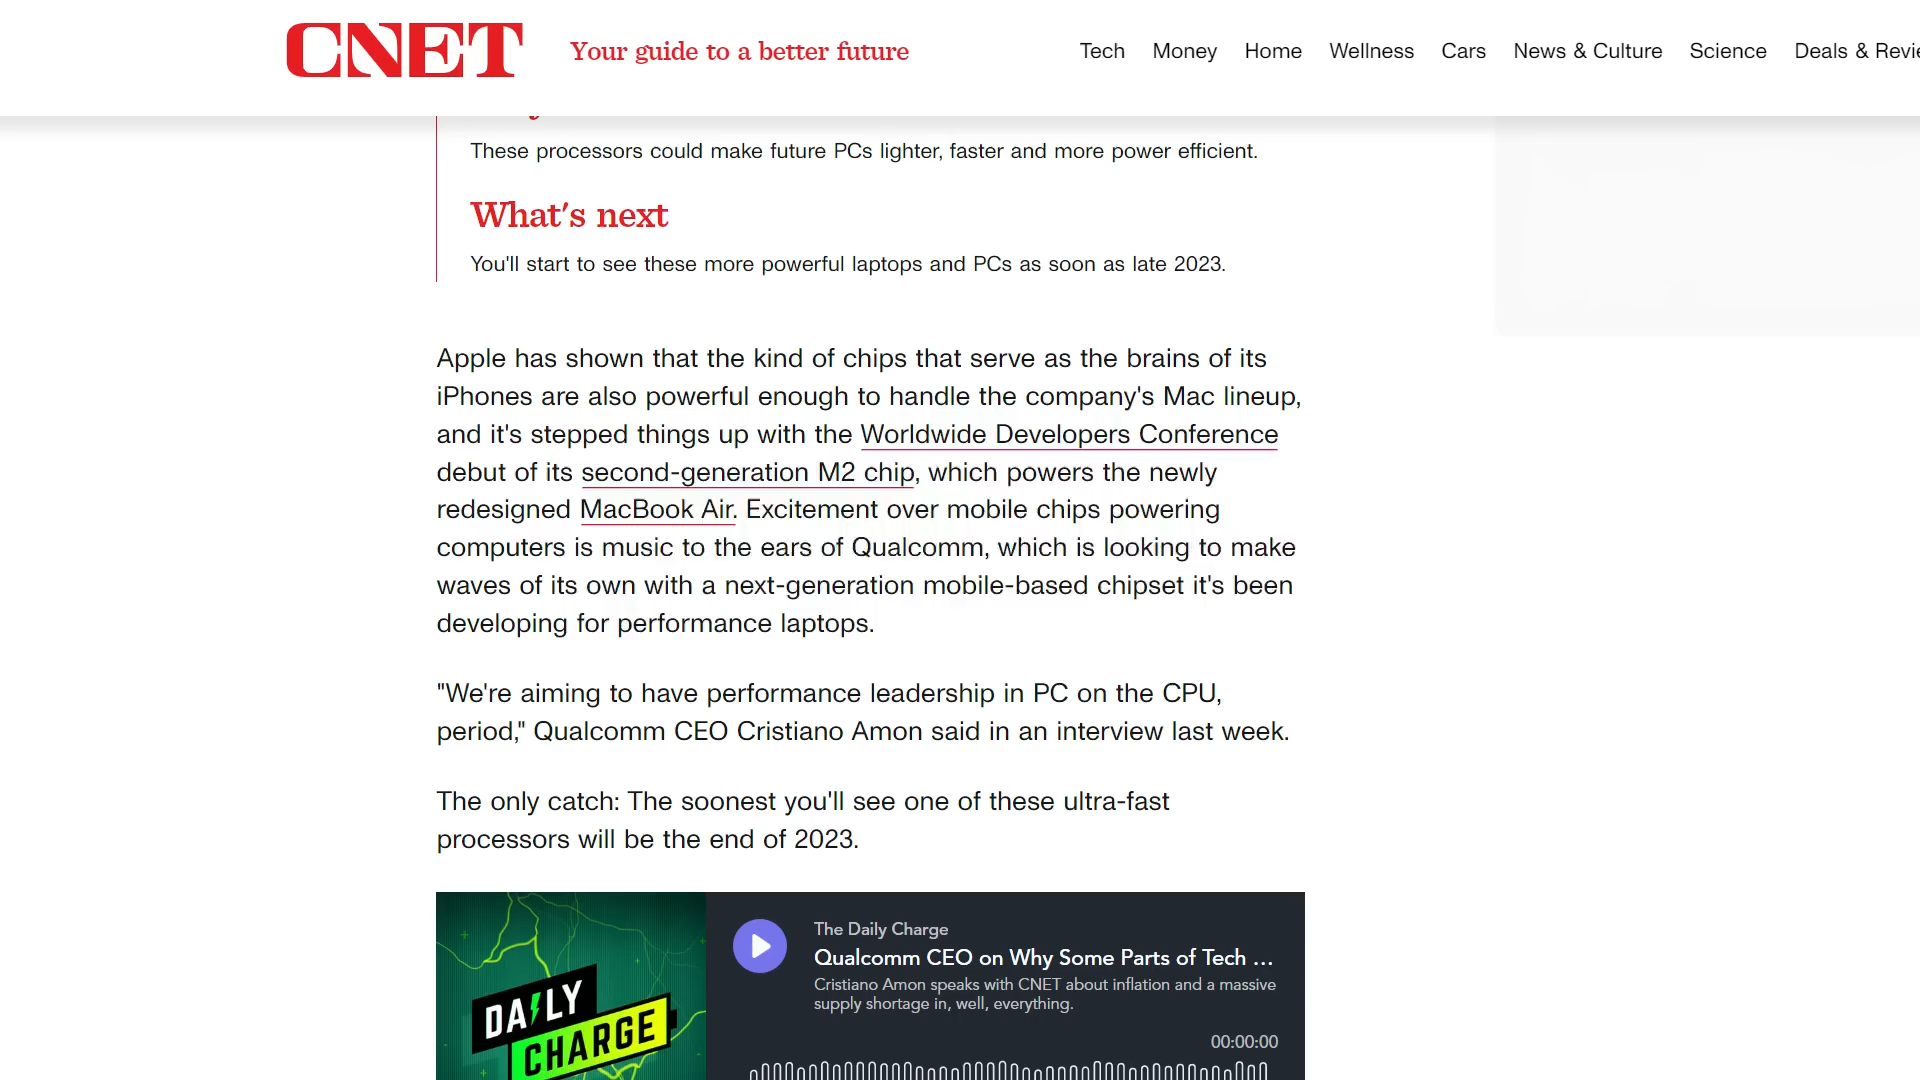 CNET
Your guide to a better future
Tech Money Home Wellness Cars News & Culture Science Deals &
These processors could make future PCs lighter, faster and more power efficient.
What's next
You'll start to see these more powerful laptops and PCs as soon as late 2023.
Apple has shown that the kind of chips that serve as the brains of its
iPhones are also powerful enough to handle the company's Mac lineup,
and it's stepped things up with the Worldwide Developers Conference
debut of its second-generation M2 chip, which powers the newly
redesigned MacBook Air. Excitement over mobile chips powering
computers is music to the ears of Qualcomm, which is looking to make
waves of its own with a next-generation mobile-based chipset it's been
developing for performance laptops.
"We're aiming to have performance leadership in PC on the CPU,
period," Qualcomm CEO Cristiano Amon said in an interview last week.
The only catch: The soonest you'll see one of these ultra-fast
processors will be the end of 2023.
DAILY
CHARGE
The Daily Charge
Qualcomm CEO on Why Some Parts of Tech ...
Cristiano Amon speaks with CNET about inflation and a massive
supply shortage in, well, everything.
00:00:00